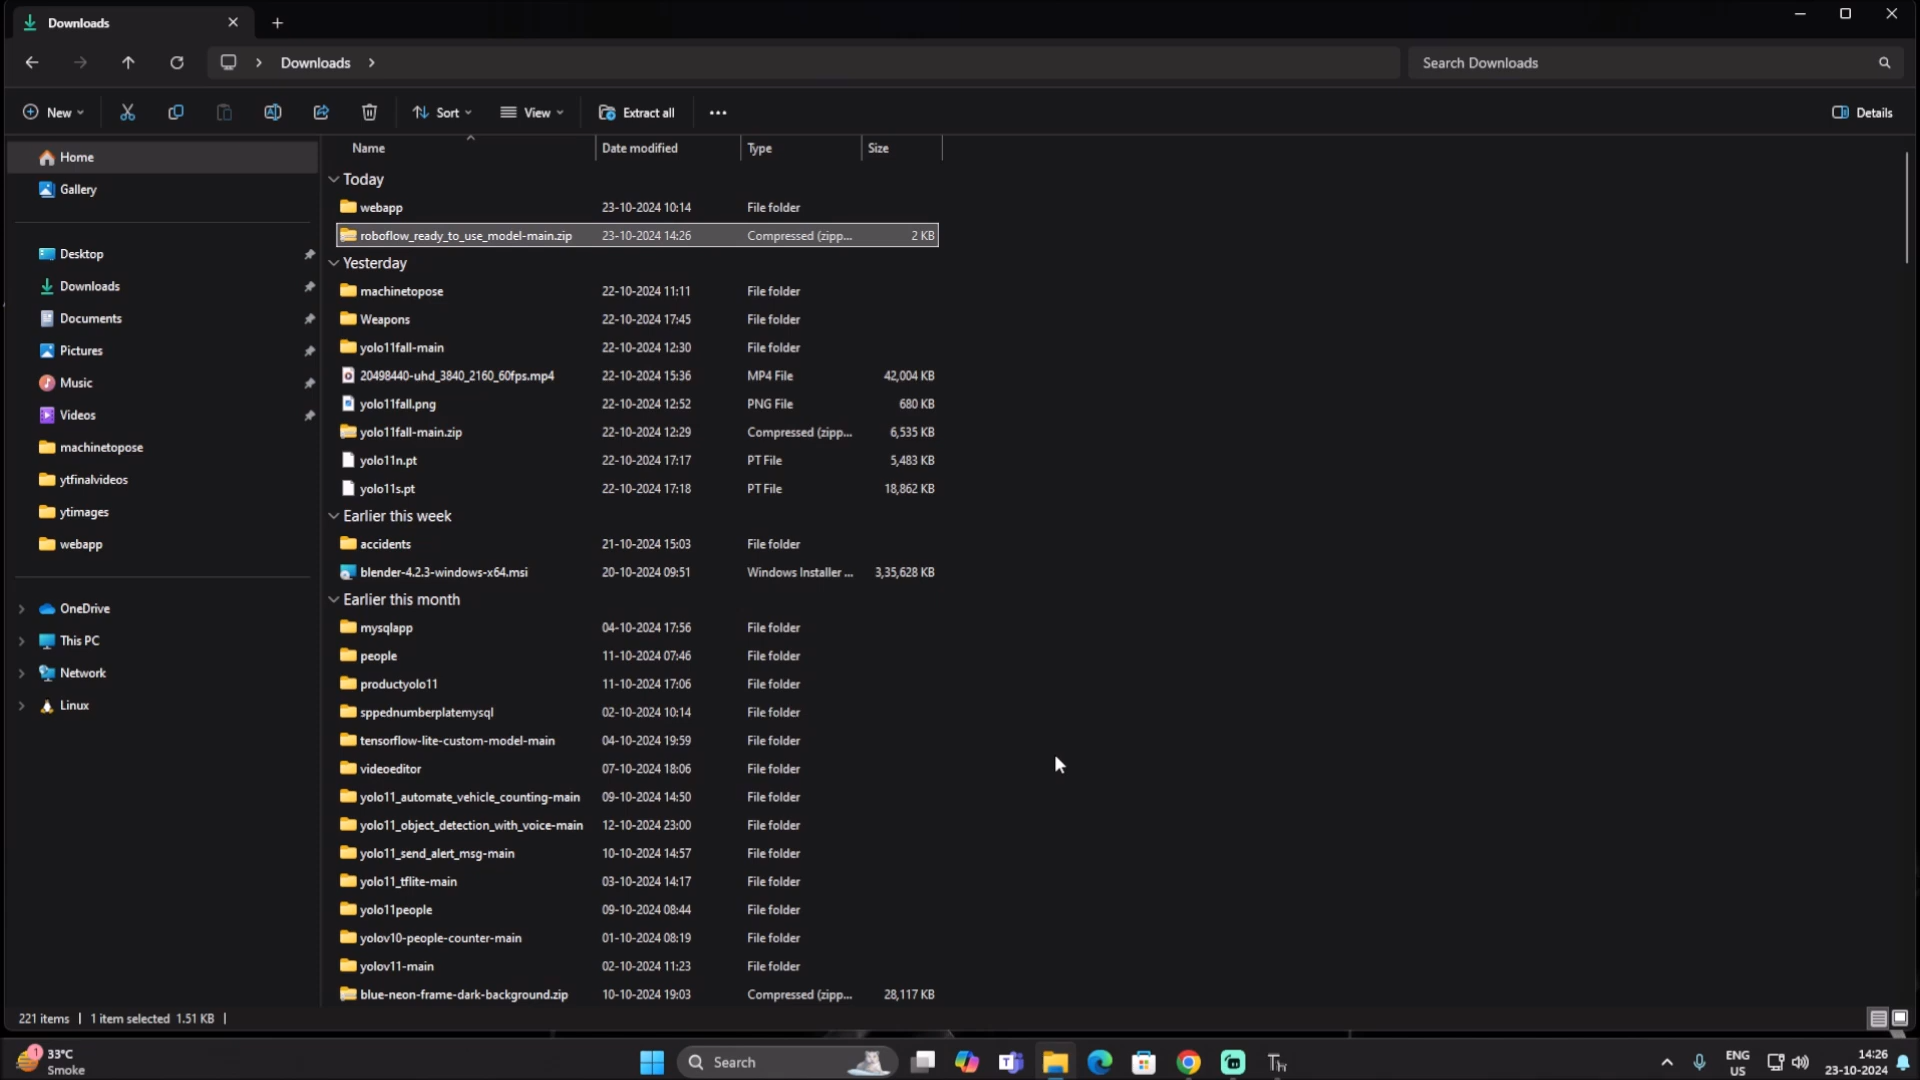 Downloads
Downloads
Search Downloads
New
Sort
View
Extract all
Details
Name Date modified Type Size
Home
Gallery
Desktop
Downloads
Documents
Pictures
Music
Videos
machinetopose
ytfinalvideos
ytimages
webapp
OneDrive
This PC
Network
Linux
Today
webapp 23-10-2024 10:14 File folder
roboflow_ready_to_use_model-main.zip 23-10-2024 14:26 Compressed (zipp... 2 KB
Yesterday
machinetopose 22-10-2024 11:11 File folder
Weapons 22-10-2024 17:45 File folder
yolo11fall-main 22-10-2024 12:30 File folder
20498440-uhd_3840_2160_60fps.mp4 22-10-2024 15:36 MP4 File 42,004 KB
yolo11fall.png 22-10-2024 12:52 PNG File 680 KB
yolo11fall-main.zip 22-10-2024 12:29 Compressed (zipp... 6,535 KB
yolo11n.pt 22-10-2024 17:17 PT File 5,483 KB
yolo11s.pt 22-10-2024 17:18 PT File 18,862 KB
Earlier this week
accidents 21-10-2024 15:03 File folder
blender-4.2.3-windows-x64.msi 20-10-2024 09:51 Windows Installer ... 3,35,628 KB
Earlier this month
mysqlapp 04-10-2024 17:56 File folder
people 11-10-2024 07:46 File folder
productyolo11 11-10-2024 17:06 File folder
sppednumberplatemysql 02-10-2024 10:14 File folder
tensorflow-lite-custom-model-main 04-10-2024 19:59 File folder
videoeditor 07-10-2024 18:06 File folder
yolo11_automate_vehicle_counting-main 09-10-2024 14:50 File folder
yolo11_object_detection_with_voice-main 12-10-2024 23:00 File folder
yolo11_send_alert_msg-main 10-10-2024 14:57 File folder
yolo11_tflite-main 03-10-2024 14:17 File folder
yolo11people 09-10-2024 08:44 File folder
yolov10-people-counter-main 01-10-2024 08:19 File folder
yolov11-main 02-10-2024 11:23 File folder
blue-neon-frame-dark-background.zip 10-10-2024 19:03 Compressed (zipp... 28,117 KB
221 items | 1 item selected 1.51 KB |
1
33°C
Smoke
Search
ENG
US
14:26
23-10-2024